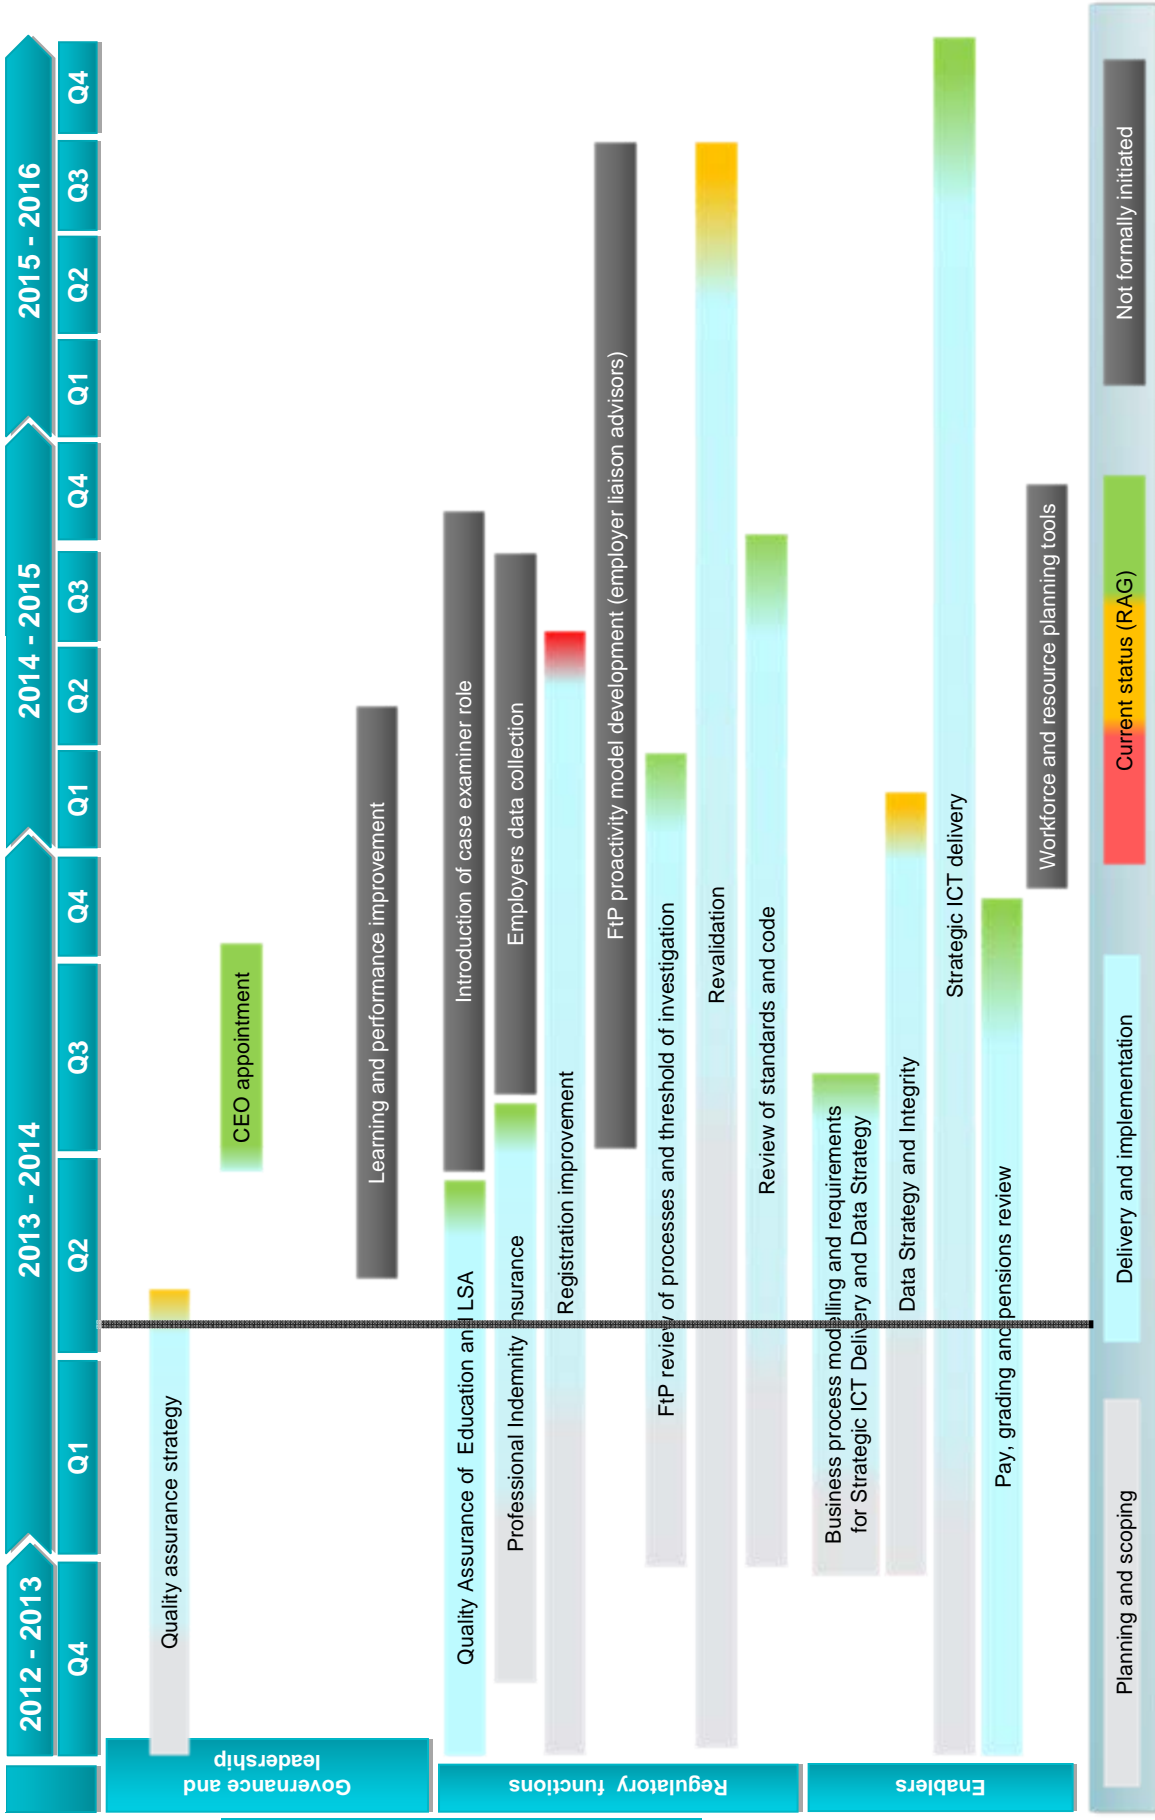 2012 - 2013
2013 - 2014
2014 - 2015
2015 - 2016
Q4
Q1
Q2
Q3
Q4
Q1
Q2
Q3
Q4
Q1
Q2
Q3
Q4
Governance and
leadership
Quality assurance strategy
CEO appointment
Learning and performance improvement
Regulatory functions
Quality Assurance of Education and LSA
Introduction of case examiner role
Professional Indemnity Insurance
Employers data collection
Registration improvement
FtP proactivity model development (employer liaison advisors)
FtP review of processes and threshold of investigation
Revalidation
Review of standards and code
Enablers
Business process modelling and requirements
for Strategic ICT Delivery and Data Strategy
Data Strategy and Integrity
Strategic ICT delivery
Pay, grading and pensions review
Workforce and resource planning tools
Planning and scoping
Delivery and implementation
Current status (RAG)
Not formally initiated